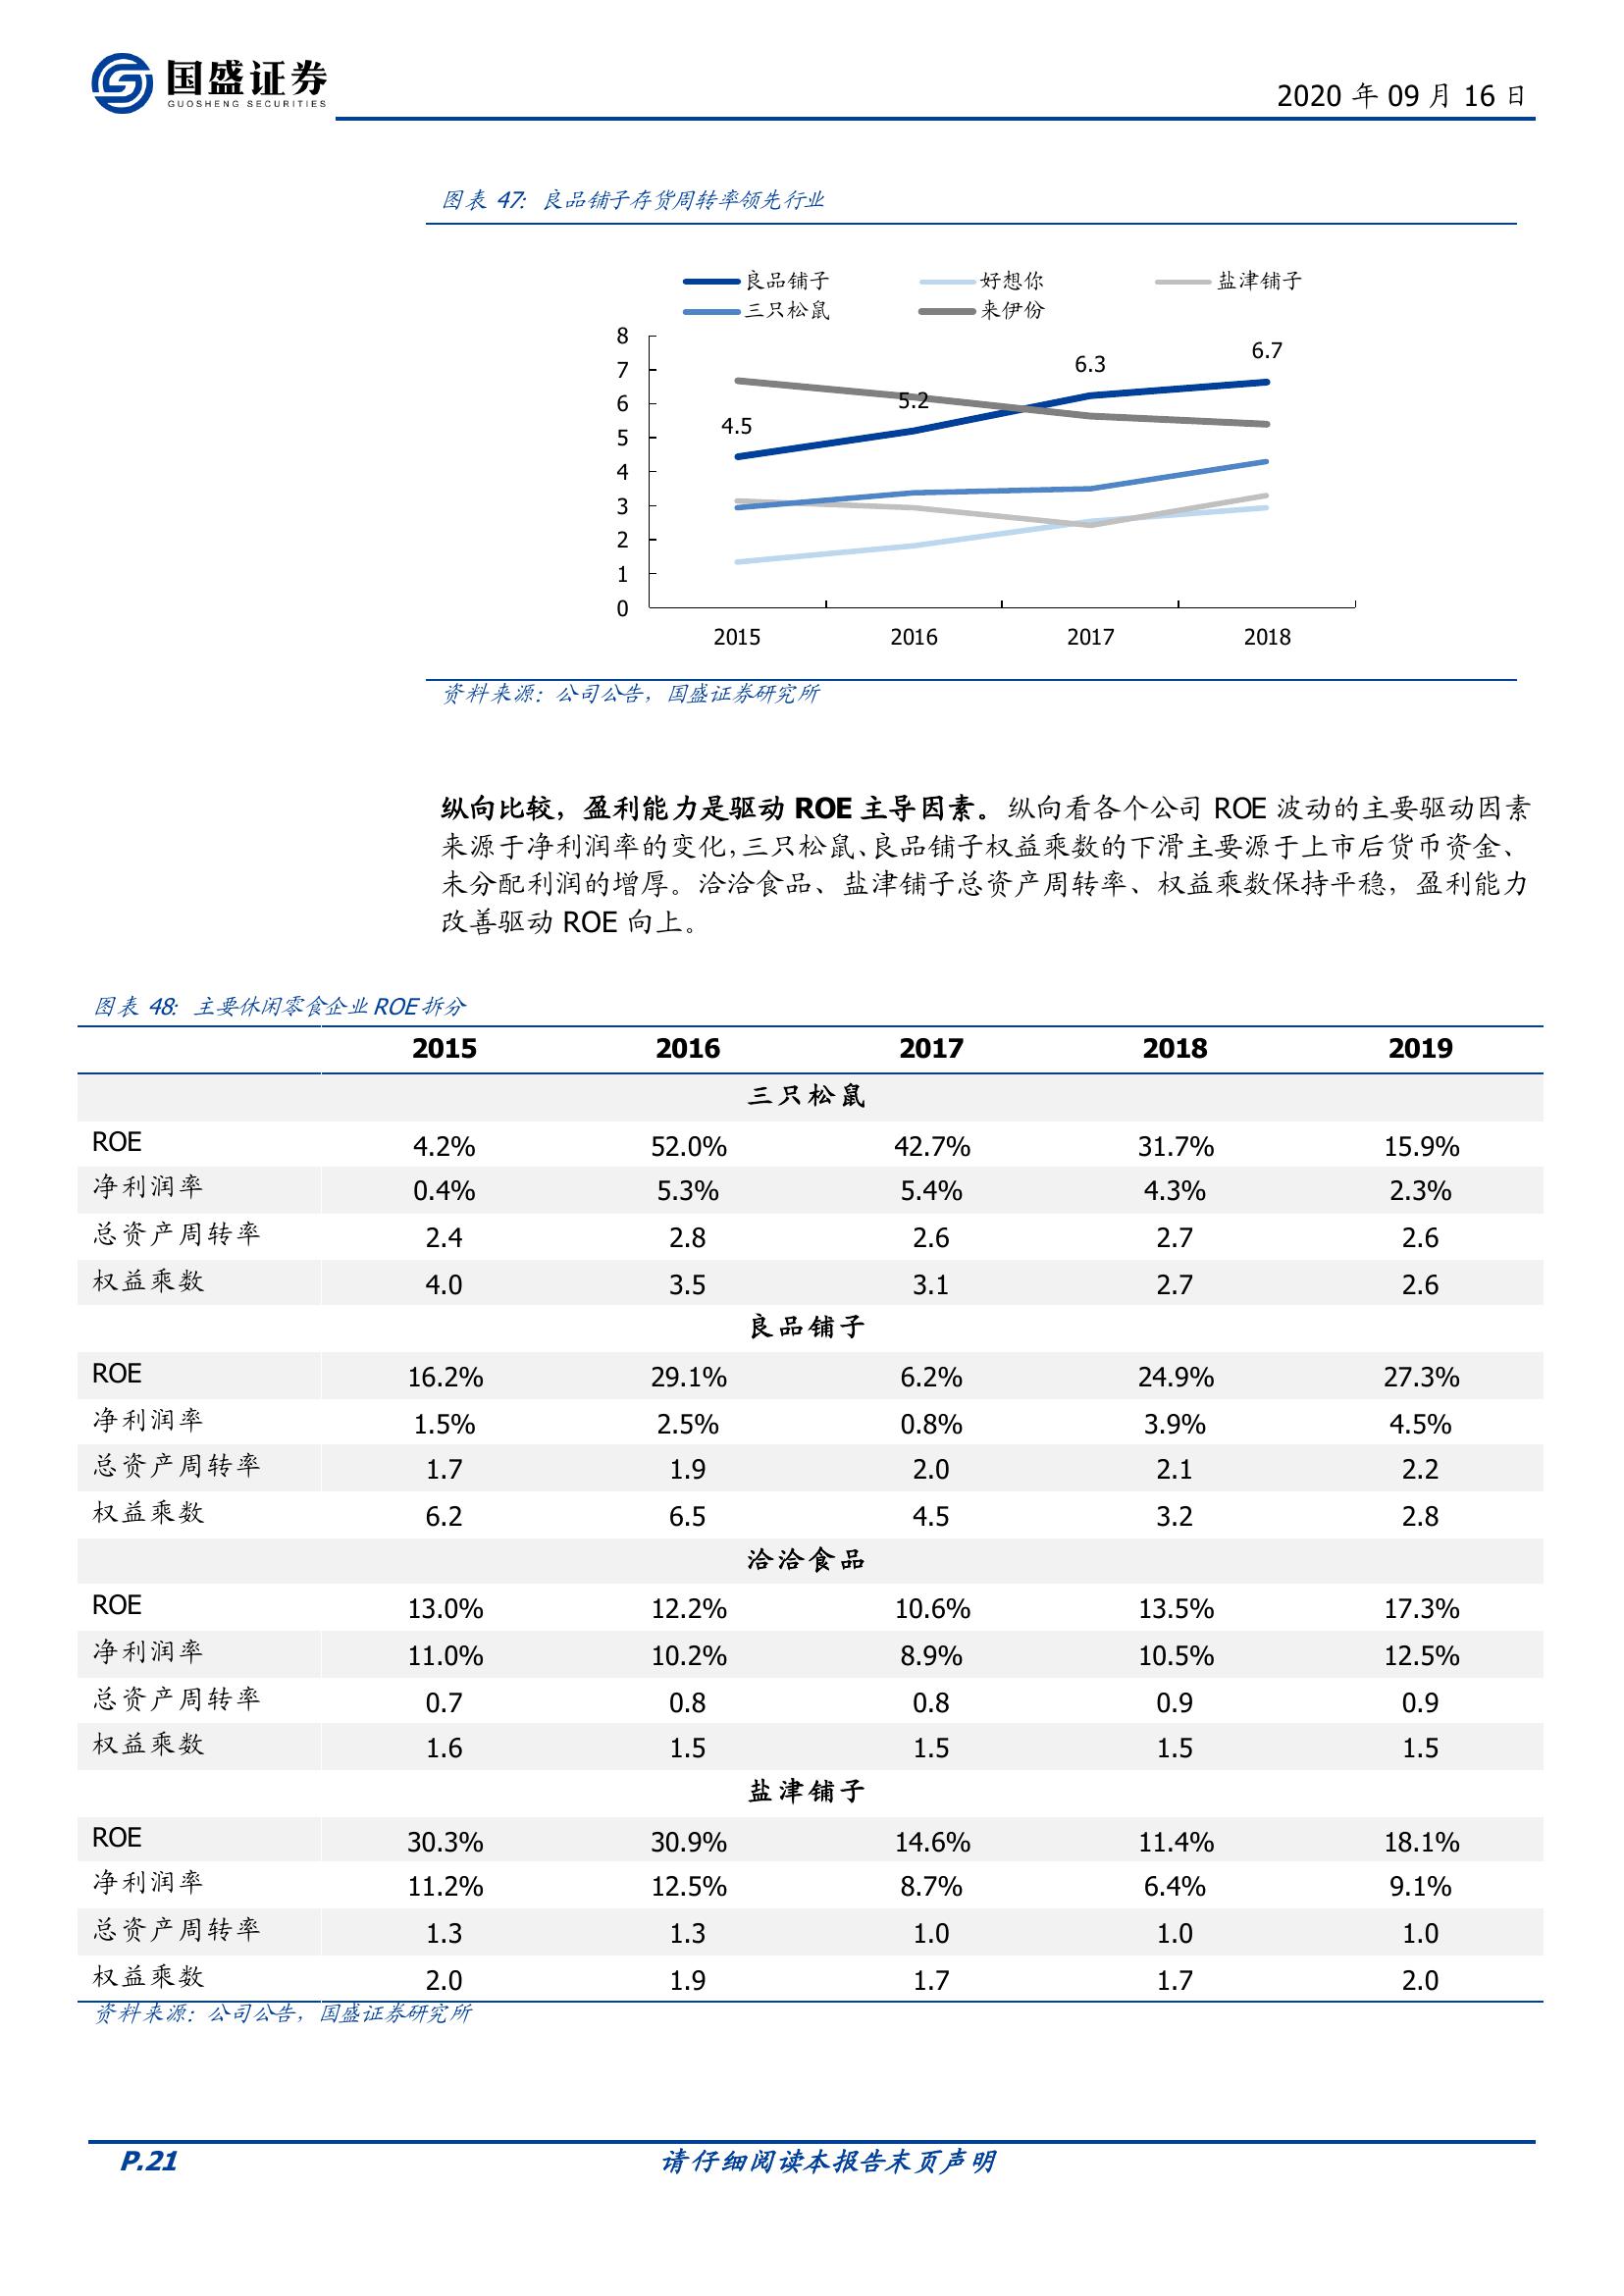 国盛证券
GUOSHENG SECURITIES
2020 年 09 月 16 日
图表 47: 良品铺子存货周转率领先行业
良品铺子 好想你 盐津铺子
三只松鼠 来伊份
8
7
6
5
4
3
2
1
0
4.5
5.2
6.3
6.7
2015 2016 2017 2018
资料来源：公司公告，国盛证券研究所
纵向比较，盈利能力是驱动 ROE 主导因素。纵向看各个公司 ROE 波动的主要驱动因素
来源于净利润率的变化，三只松鼠、良品铺子权益乘数的下滑主要源于上市后货币资金、
未分配利润的增厚。洽洽食品、盐津铺子总资产周转率、权益乘数保持平稳，盈利能力
改善驱动 ROE 向上。
图表 48: 主要休闲零食企业 ROE 拆分
2015 2016 2017 2018 2019
三只松鼠
ROE 4.2% 52.0% 42.7% 31.7% 15.9%
净利润率 0.4% 5.3% 5.4% 4.3% 2.3%
总资产周转率 2.4 2.8 2.6 2.7 2.6
权益乘数 4.0 3.5 3.1 2.7 2.6
良品铺子
ROE 16.2% 29.1% 6.2% 24.9% 27.3%
净利润率 1.5% 2.5% 0.8% 3.9% 4.5%
总资产周转率 1.7 1.9 2.0 2.1 2.2
权益乘数 6.2 6.5 4.5 3.2 2.8
洽洽食品
ROE 13.0% 12.2% 10.6% 13.5% 17.3%
净利润率 11.0% 10.2% 8.9% 10.5% 12.5%
总资产周转率 0.7 0.8 0.8 0.9 0.9
权益乘数 1.6 1.5 1.5 1.5 1.5
盐津铺子
ROE 30.3% 30.9% 14.6% 11.4% 18.1%
净利润率 11.2% 12.5% 8.7% 6.4% 9.1%
总资产周转率 1.3 1.3 1.0 1.0 1.0
权益乘数 2.0 1.9 1.7 1.7 2.0
资料来源：公司公告，国盛证券研究所
P.21 请仔细阅读本报告末页声明